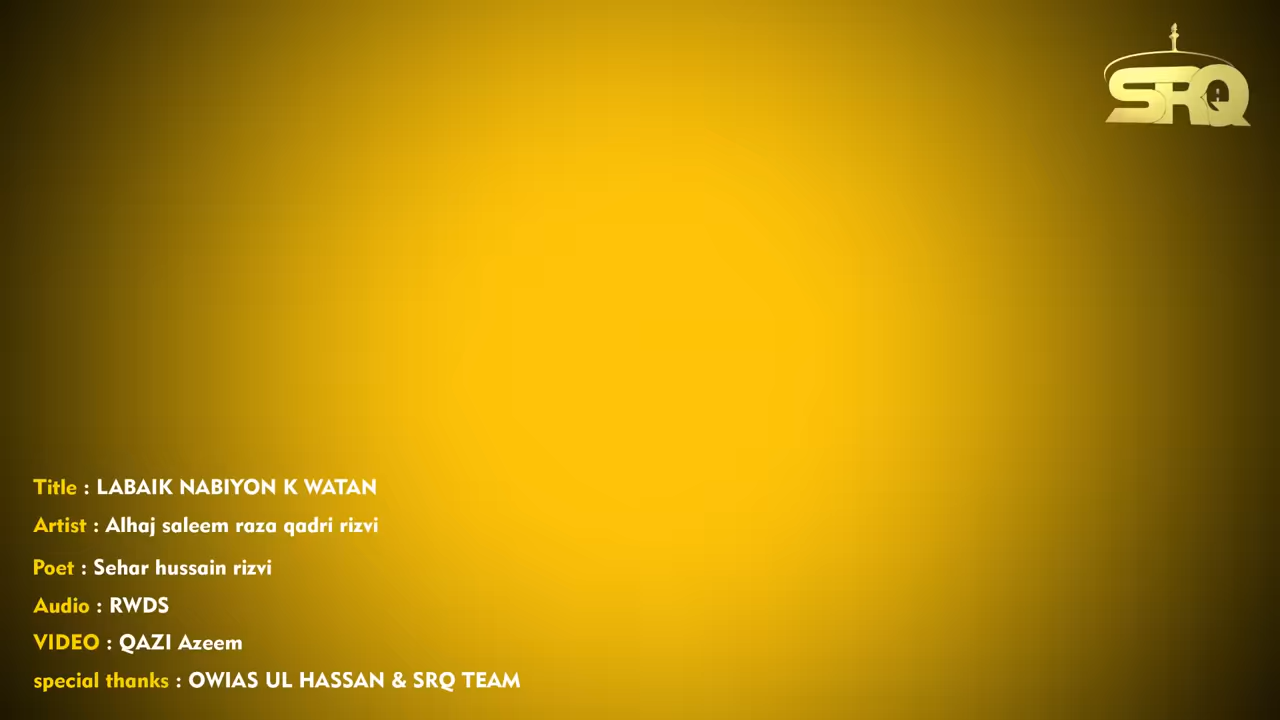 SRQ
Title : LABAIK NABIYON K WATAN
Artist : Alhaj saleem raza qadri rizvi
Poet : Sehar hussain rizvi
Audio : RWDS
VIDEO : QAZI Azeem
special thanks : OWIAS UL HASSAN & SRQ TEAM